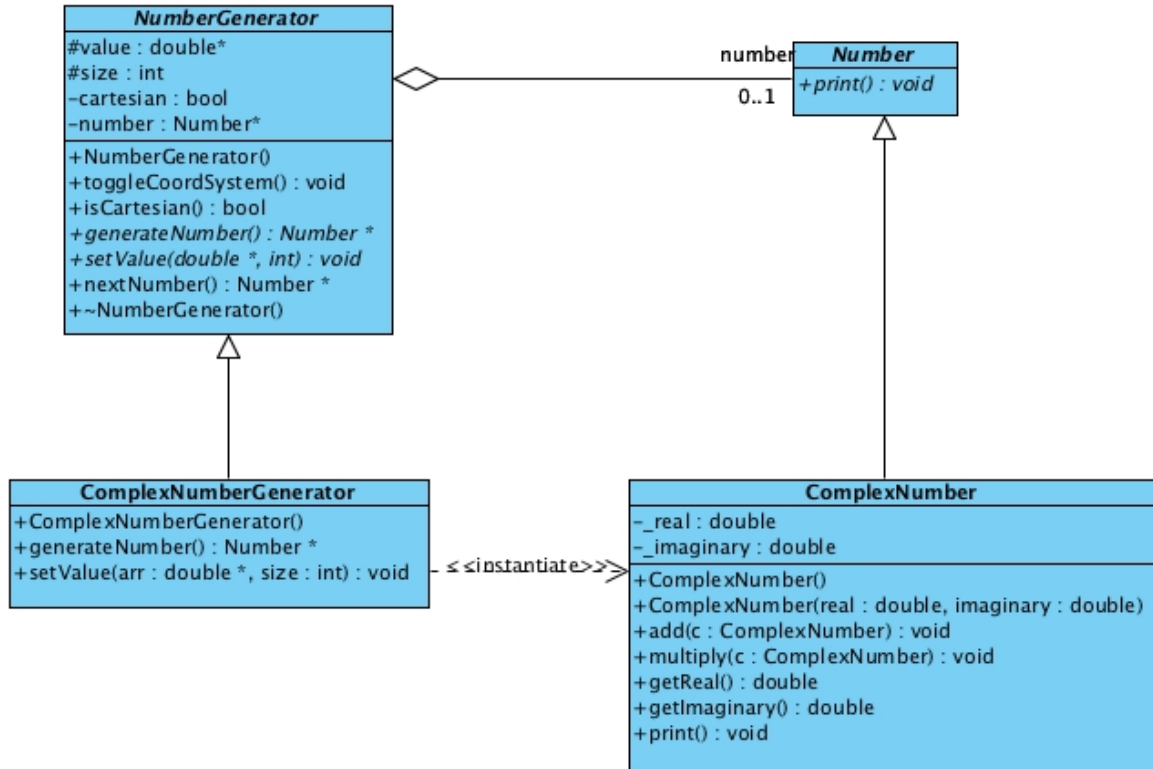 NumberGenerator
#value : double*
#size : int
-cartesian : bool
-number : Number*
+NumberGenerator()
+toggleCoordSystem() : void
+isCartesian() : bool
+generateNumber() : Number *
+setValue(double *, int) : void
+nextNumber() : Number *
+~NumberGenerator()
number
0..1
Number
+print() : void
ComplexNumberGenerator
+ComplexNumberGenerator()
+generateNumber() : Number *
+setValue(arr : double *, size : int) : void
<<instantiate>>
ComplexNumber
-_real : double
-_imaginary : double
+ComplexNumber()
+ComplexNumber(real : double, imaginary : double)
+add(c : ComplexNumber) : void
+multiply(c : ComplexNumber) : void
+getReal() : double
+getImaginary() : double
+print() : void